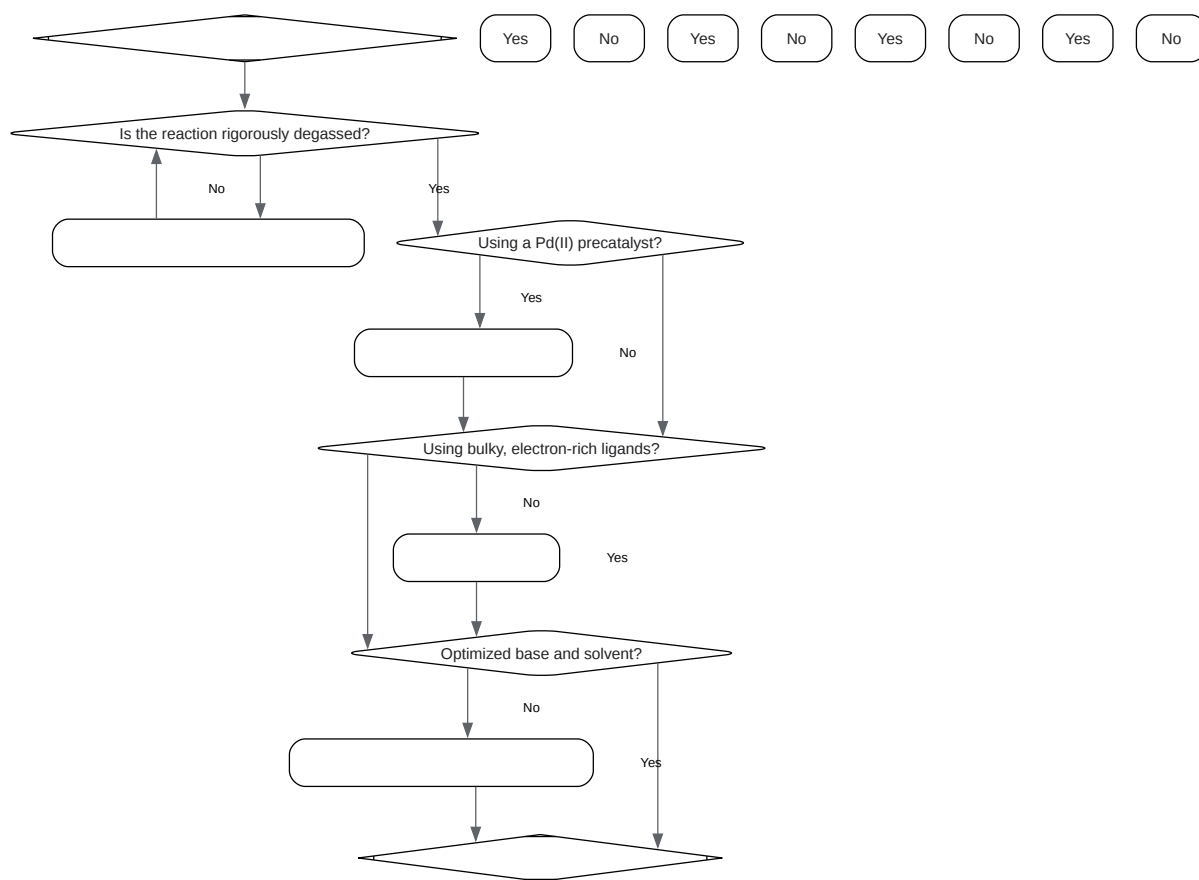 Yes
No
Yes
No
Yes
No
Yes
No
Is the reaction rigorously degassed?
No
Yes
Using a Pd(II) precatalyst?
Yes
No
Using bulky, electron-rich ligands?
No
Yes
Optimized base and solvent?
No
Yes